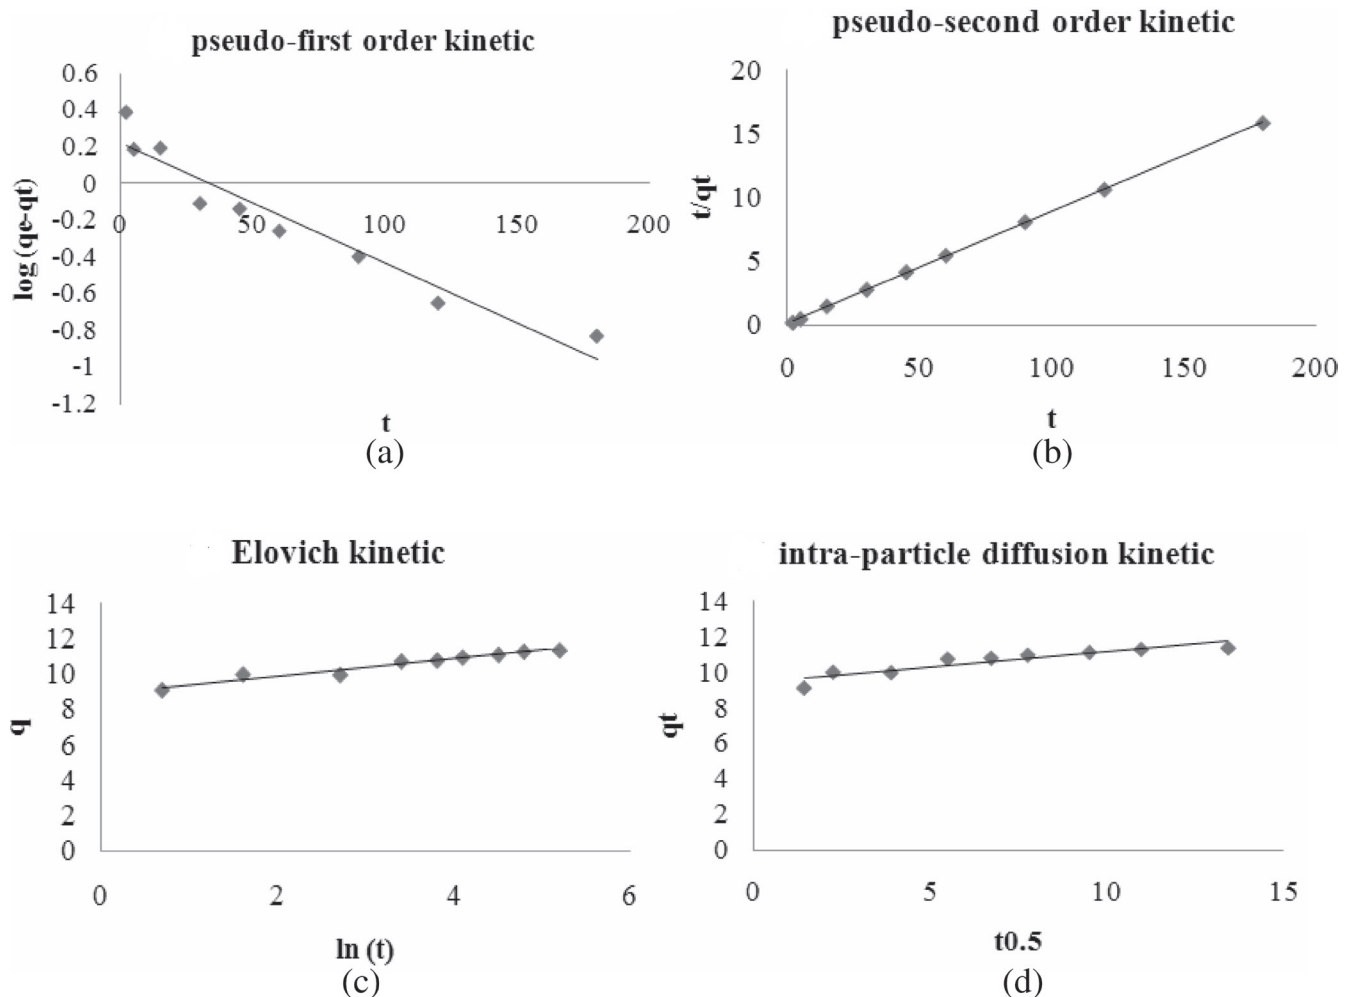 pseudo-first order kinetic
0.6
0.4
0.2
0
-0.2
-0.4
-0.6
-0.8
-1
-1.2
0 50 100 150 200
log (qe-qt)
t
(a)
pseudo-second order kinetic
20
15
10
5
0
0 50 100 150 200
t/qt
t
(b)
Elovich kinetic
14
12
10
8
6
4
2
0
0 2 4 6
q
ln (t)
(c)
intra-particle diffusion kinetic
14
12
10
8
6
4
2
0
0 5 10 15
qt
t0.5
(d)